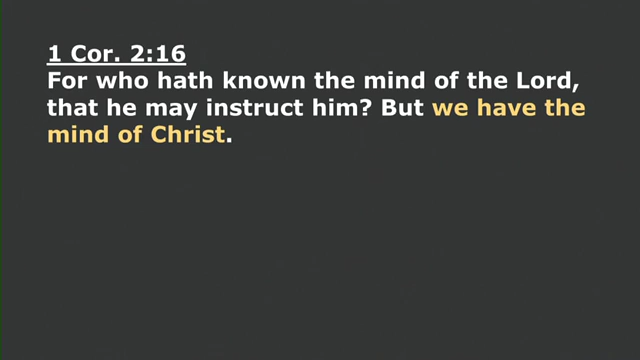 1 Cor. 2:16
For who hath known the mind of the Lord,
that he may instruct him? But we have the
mind of Christ.